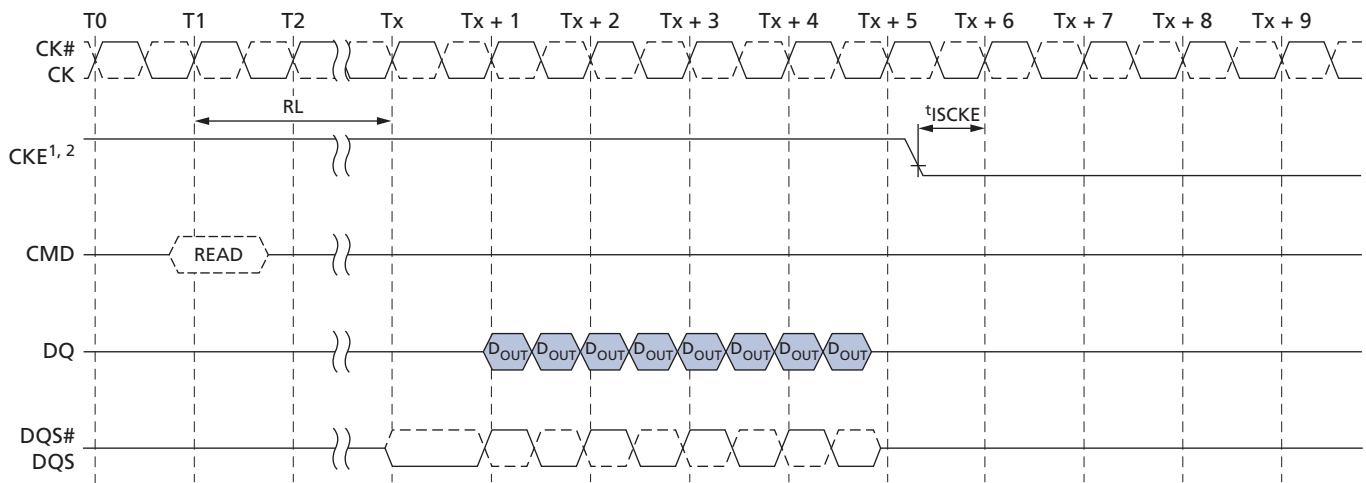 T0 T1 T2 Tx Tx + 1 Tx + 2 Tx + 3 Tx + 4 Tx + 5 Tx + 6 Tx + 7 Tx + 8 Tx + 9
CK#
CK
RL
tISCKE
CKE1, 2
CMD
READ
DQ
DOUT DOUT DOUT DOUT DOUT DOUT DOUT DOUT
DQS#
DQS